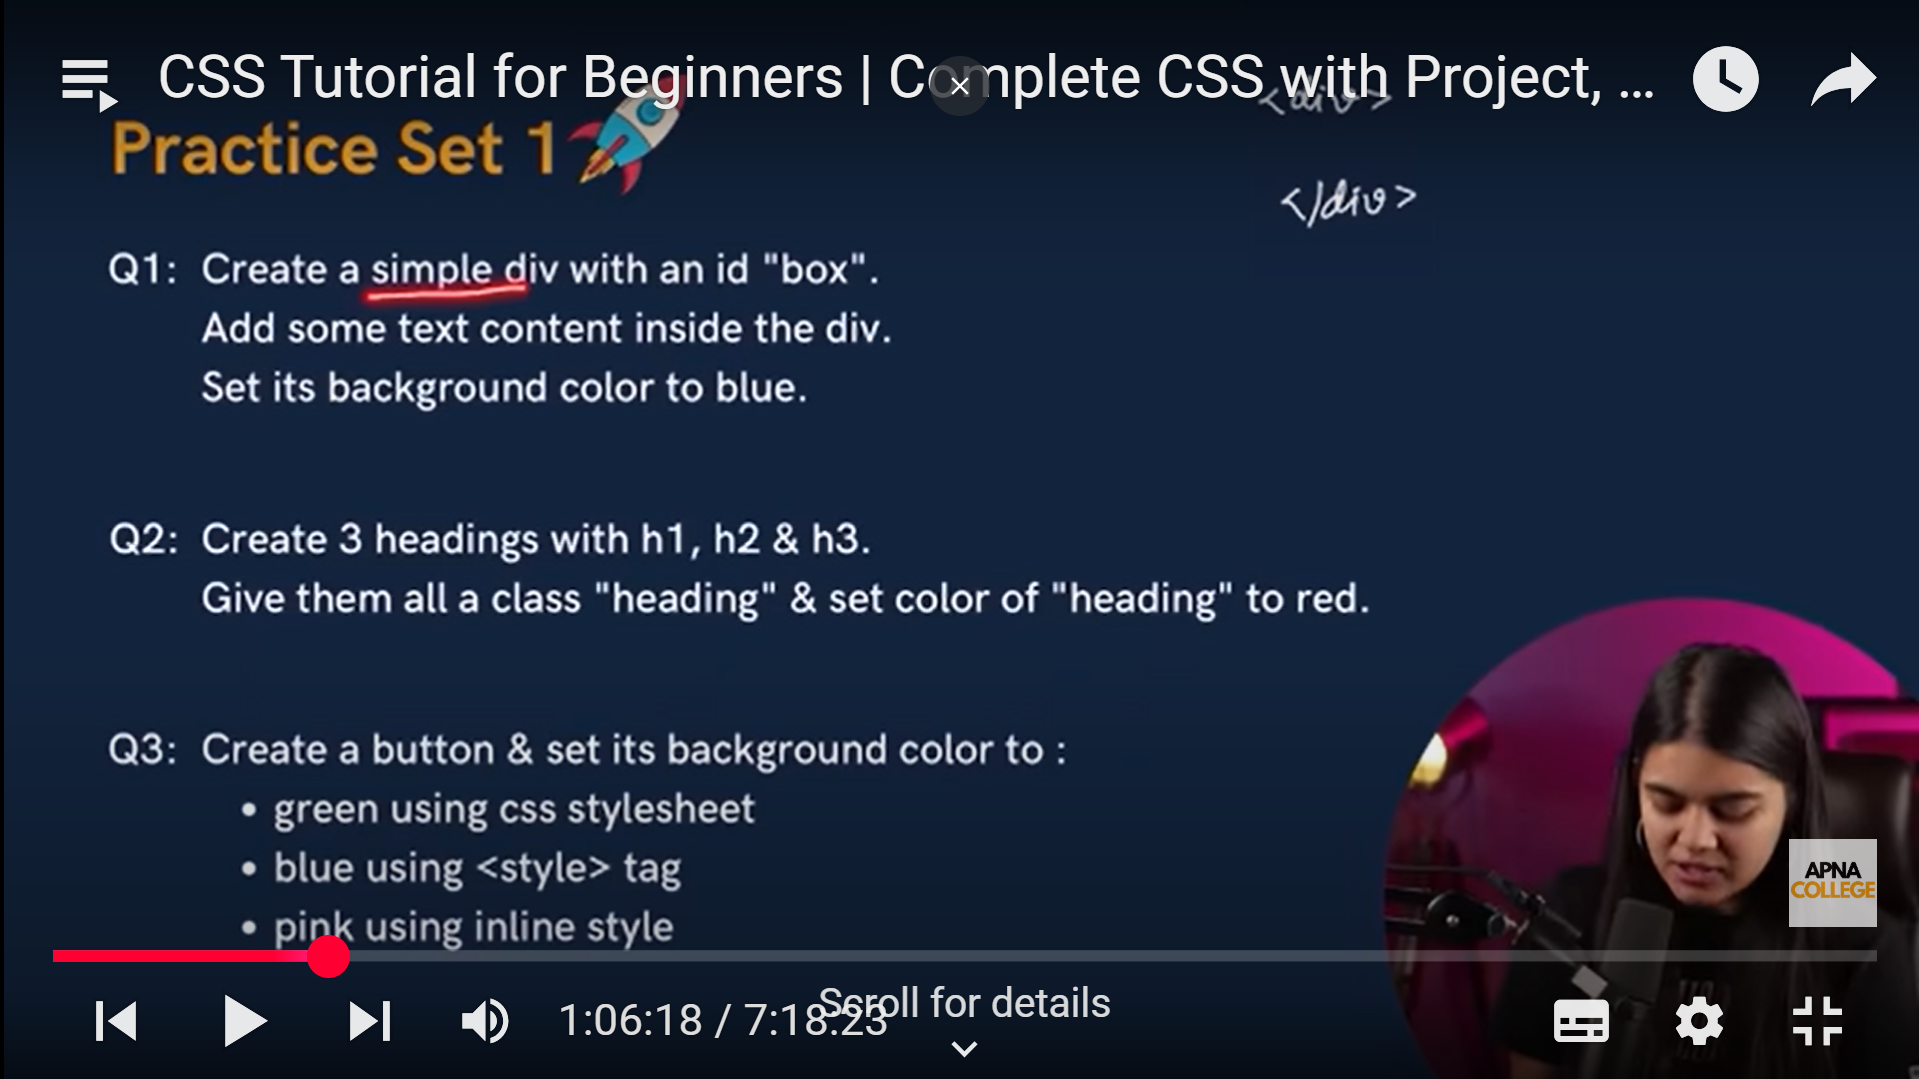 CSS Tutorial for Beginners | Complete CSS with Project, ...
<div>
Practice Set 1
</div>
Q1: Create a simple div with an id "box".
Add some text content inside the div.
Set its background color to blue.
Q2: Create 3 headings with h1, h2 & h3.
Give them all a class "heading" & set color of "heading" to red.
Q3: Create a button & set its background color to :
• green using css stylesheet
• blue using <style> tag
• pink using inline style
APNA
COLLEGE
1:06:18 / 7:18:23
Scroll for details